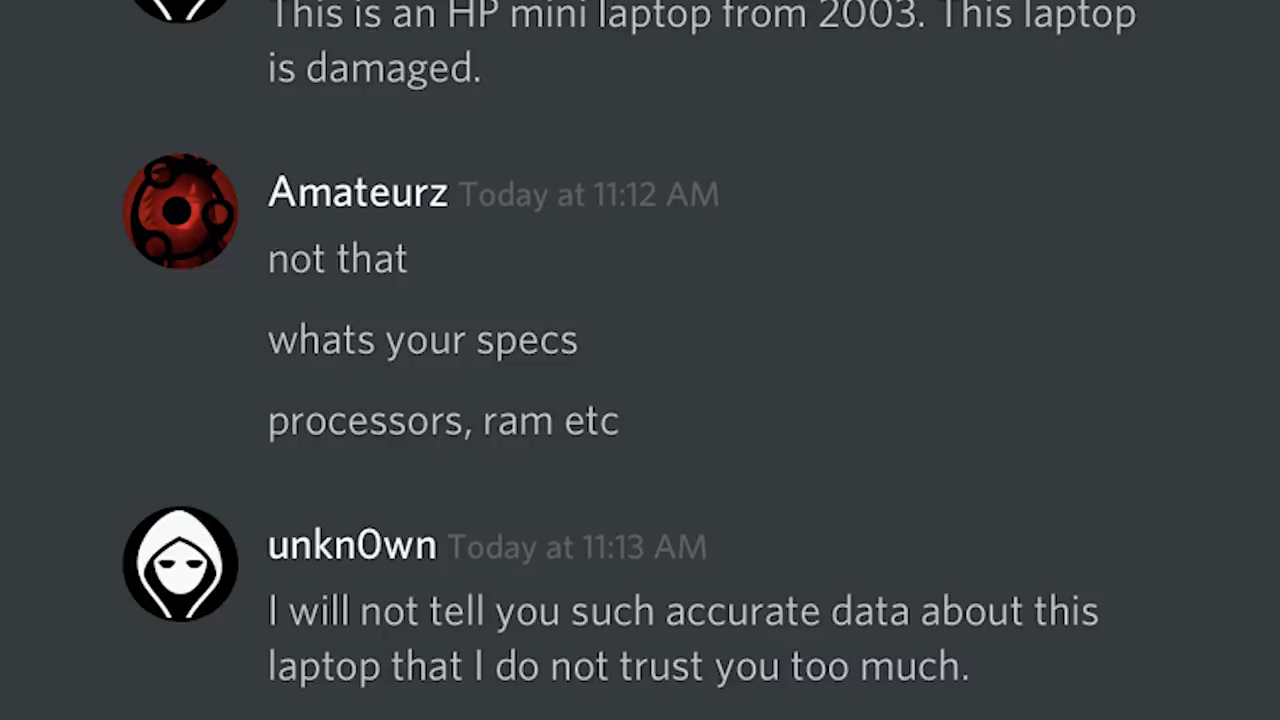 This is an HP mini laptop from 2003. This laptop
is damaged.
Amateurz Today at 11:12 AM
not that
whats your specs
processors, ram etc
unkn0wn Today at 11:13 AM
I will not tell you such accurate data about this
laptop that I do not trust you too much.